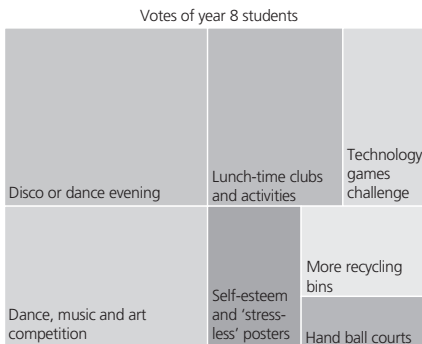 Votes of year 8 students
Disco or dance evening
Lunch-time clubs
and activities
Technology
games
challenge
Dance, music and art
competition
Self-esteem
and ‘stress-
less’ posters
More recycling
bins
Hand ball courts